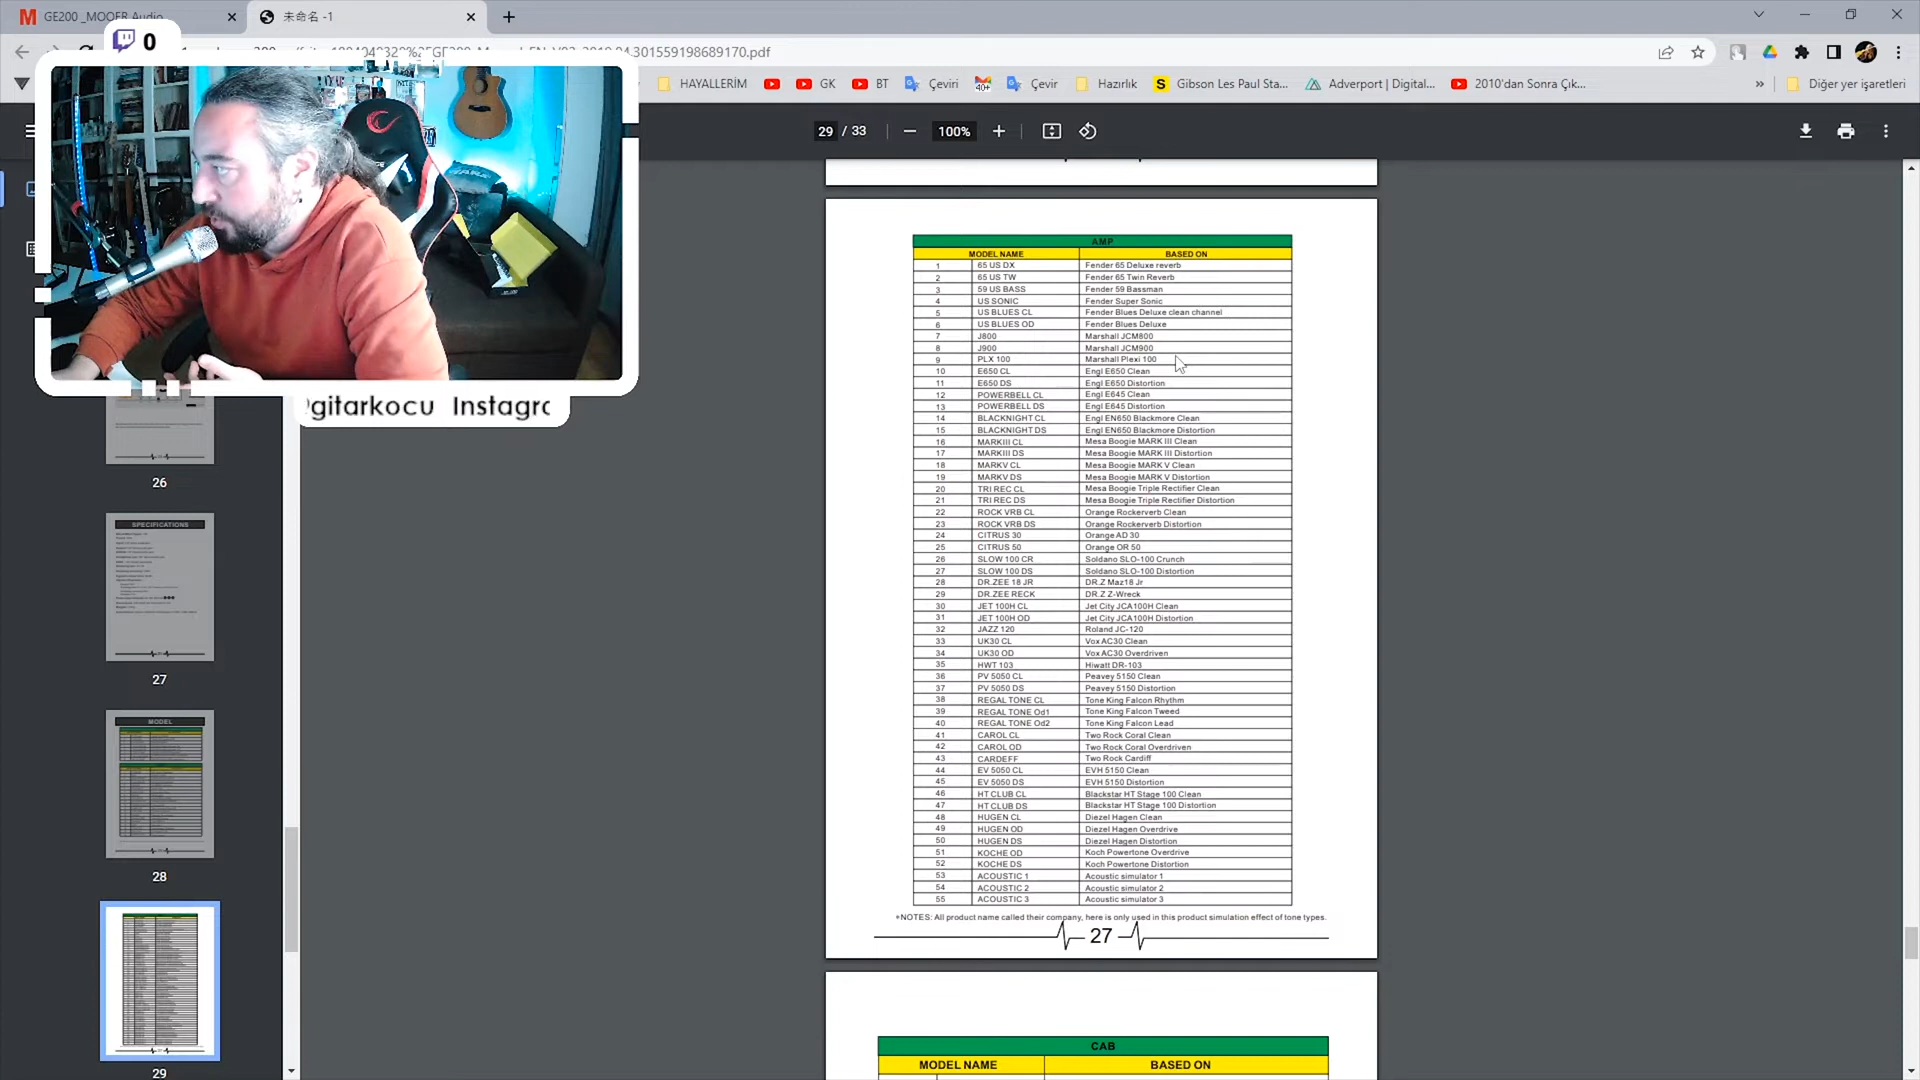 GE200 _MOOER Audio
未命名 -1
0
301559198689170.pdf
HAYALLERİM
GK
BT
Çeviri
40+
Çevir
Hazırlık
Gibson Les Paul Sta...
Adverport | Digital...
2010'dan Sonra Çık...
»
Diğer yer işaretleri
29 / 33
100%
gitarkocu Instagra
26
SPECIFICATIONS
27
MODEL
28
29
AMP
MODEL NAME BASED ON
1 65 US DX Fender 65 Deluxe reverb
2 65 US TW Fender 65 Twin Reverb
3 59 US BASS Fender 59 Bassman
4 US SONIC Fender Super Sonic
5 US BLUES CL Fender Blues Deluxe clean channel
6 US BLUES OD Fender Blues Deluxe
7 J800 Marshall JCM800
8 J900 Marshall JCM900
9 PLX 100 Marshall Plexi 100
10 E650 CL Engl E650 Clean
11 E650 DS Engl E650 Distortion
12 POWERBELL CL Engl E645 Clean
13 POWERBELL DS Engl E645 Distortion
14 BLACKNIGHT CL Engl EN650 Blackmore Clean
15 BLACKNIGHT DS Engl EN650 Blackmore Distortion
16 MARKIII CL Mesa Boogie MARK III Clean
17 MARKIII DS Mesa Boogie MARK III Distortion
18 MARKV CL Mesa Boogie MARK V Clean
19 MARKV DS Mesa Boogie MARK V Distortion
20 TRI REC CL Mesa Boogie Triple Rectifier Clean
21 TRI REC DS Mesa Boogie Triple Rectifier Distortion
22 ROCK VRB CL Orange Rockerverb Clean
23 ROCK VRB DS Orange Rockerverb Distortion
24 CITRUS 30 Orange AD 30
25 CITRUS 50 Orange OR 50
26 SLOW 100 CR Soldano SLO-100 Crunch
27 SLOW 100 DS Soldano SLO-100 Distortion
28 DR.ZEE 18 JR DR.Z Maz18 Jr
29 DR.ZEE RECK DR.Z Z-Wreck
30 JET 100H CL Jet City JCA100H Clean
31 JET 100H OD Jet City JCA100H Distortion
32 JAZZ 120 Roland JC-120
33 UK30 CL Vox AC30 Clean
34 UK30 OD Vox AC30 Overdriven
35 HWT 103 Hiwatt DR-103
36 PV 5050 CL Peavey 5150 Clean
37 PV 5050 DS Peavey 5150 Distortion
38 REGAL TONE CL Tone King Falcon Rhythm
39 REGAL TONE Od1 Tone King Falcon Tweed
40 REGAL TONE Od2 Tone King Falcon Lead
41 CAROL CL Two Rock Coral Clean
42 CAROL OD Two Rock Coral Overdriven
43 CARDEFF Two Rock Cardiff
44 EV 5050 CL EVH 5150 Clean
45 EV 5050 DS EVH 5150 Distortion
46 HT CLUB CL Blackstar HT Stage 100 Clean
47 HT CLUB DS Blackstar HT Stage 100 Distortion
48 HUGEN CL Diezel Hagen Clean
49 HUGEN OD Diezel Hagen Overdrive
50 HUGEN DS Diezel Hagen Distortion
51 KOCHE OD Koch Powertone Overdrive
52 KOCHE DS Koch Powertone Distortion
53 ACOUSTIC 1 Acoustic simulator 1
54 ACOUSTIC 2 Acoustic simulator 2
55 ACOUSTIC 3 Acoustic simulator 3
*NOTES: All product name called their company, here is only used in this product simulation effect of tone types.
27
CAB
MODEL NAME BASED ON